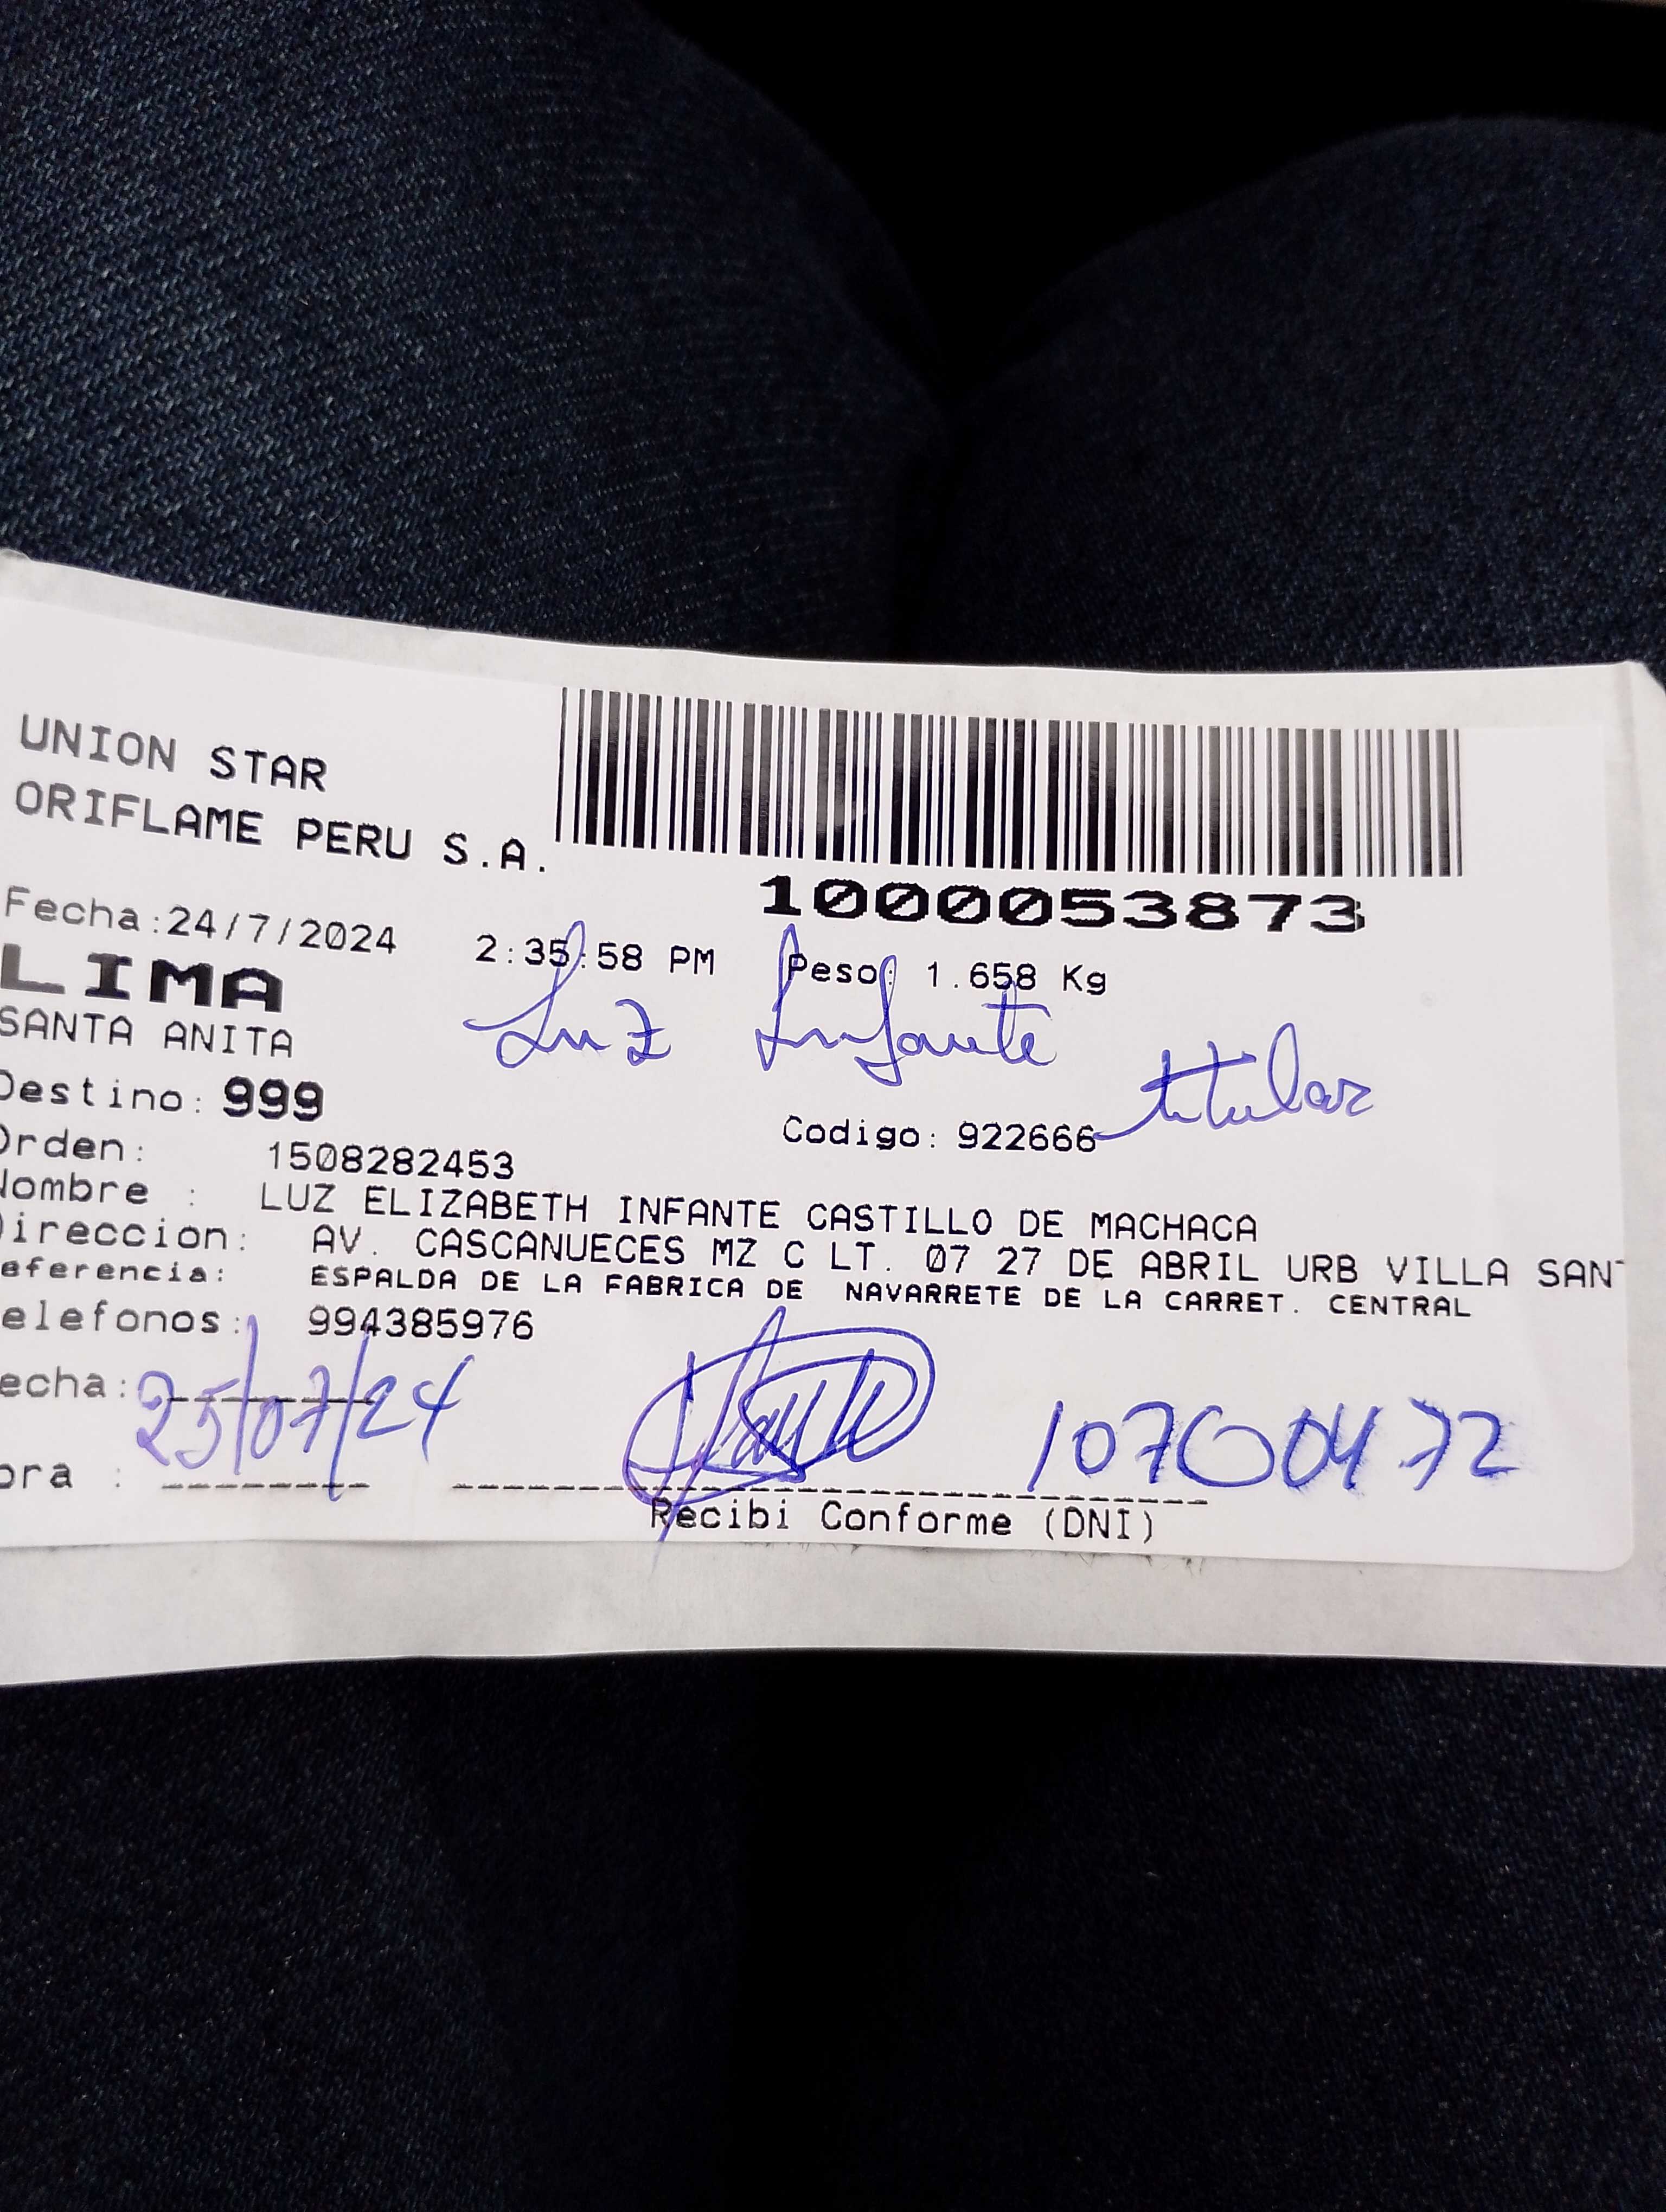 UNION STAR
ORIFLAME PERU S.A.
1000053873
Fecha:24/7/2024 2:35:58 PM Peso: 1.658 Kg
LIMA
SANTA ANITA
Luz Infante titular
Destino: 999
Codigo: 922666
Orden: 1508282453
Nombre : LUZ ELIZABETH INFANTE CASTILLO DE MACHACA
Direccion: AV. CASCANUECES MZ C LT. 07 27 DE ABRIL URB VILLA SAN
eferencia: ESPALDA DE LA FABRICA DE NAVARRETE DE LA CARRET. CENTRAL
elefonos: 994385976
echa: 25/07/24
10700472
ora :
Recibi Conforme (DNI)